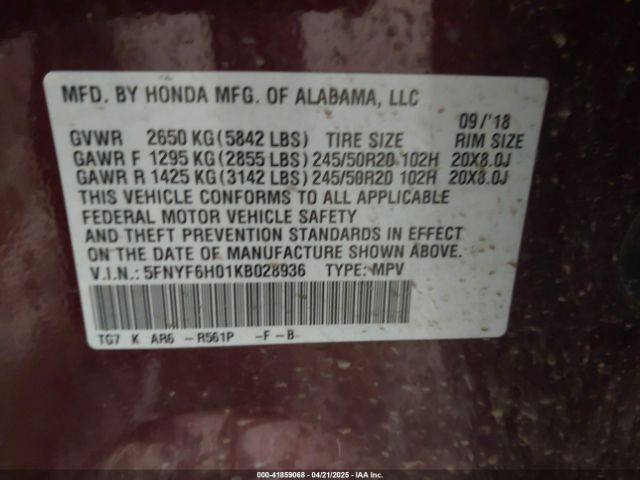 MFD. BY HONDA MFG. OF ALABAMA, LLC
09/'18
GVWR 2650 KG(5842 LBS) TIRE SIZE RIM SIZE
GAWR F 1295 KG(2855 LBS)245/50R20 102H 20X8.0J
GAWR R 1425 KG(3142 LBS)245/50R20 102H 20X8.0J
THIS VEHICLE CONFORMS TO ALL APPLICABLE
FEDERAL MOTOR VEHICLE SAFETY
AND THEFT PREVENTION STANDARDS IN EFFECT
ON THE DATE OF MANUFACTURE SHOWN ABOVE.
V.I.N.:5FNYF6H01KB028936 TYPE:MPV
TG7 K AR6 -R561P -F-B-
000-41859068 - 04/21/2025 - IAA Inc.